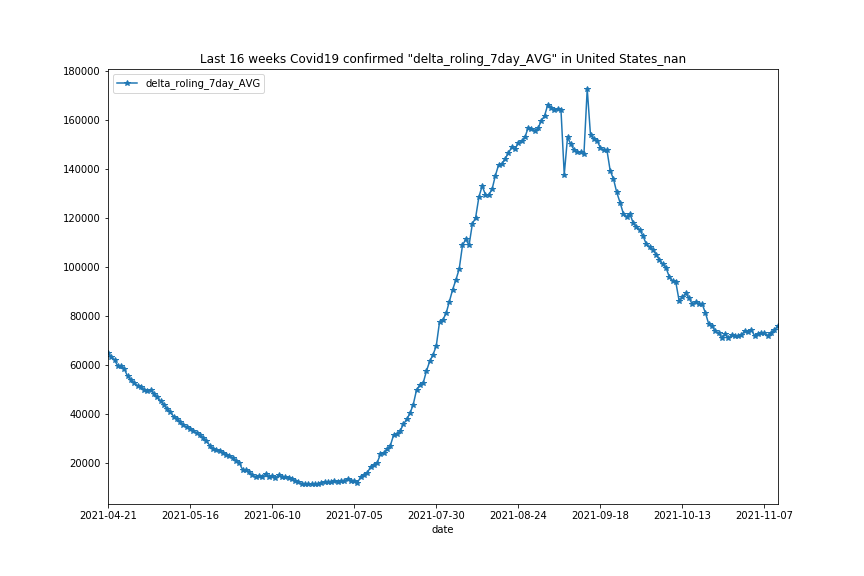 Last 16 weeks Covid19 confirmed "delta_roling_7day_AVG" in United States_nan
delta_roling_7day_AVG
180000
160000
140000
120000
100000
80000
60000
40000
20000
2021-04-21 2021-05-16 2021-06-10 2021-07-05 2021-07-30 2021-08-24 2021-09-18 2021-10-13 2021-11-07
date